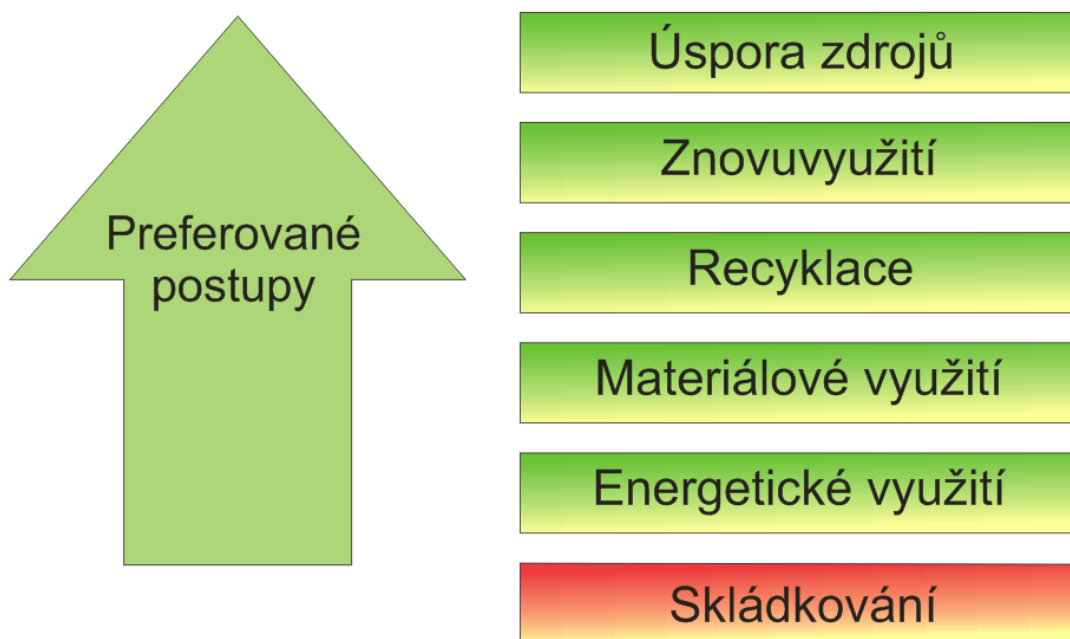 Preferované
postupy
Úspora zdrojů
Znovuvyužití
Recyklace
Materiálové využití
Energetické využití
Skládkování